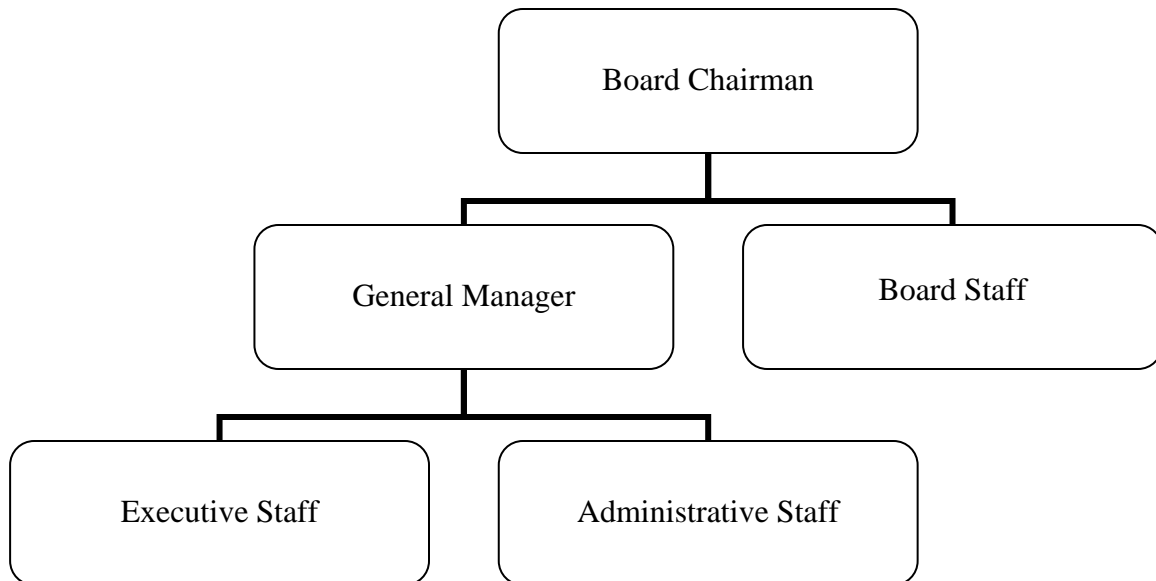 Board Chairman
General Manager
Board Staff
Executive Staff
Administrative Staff